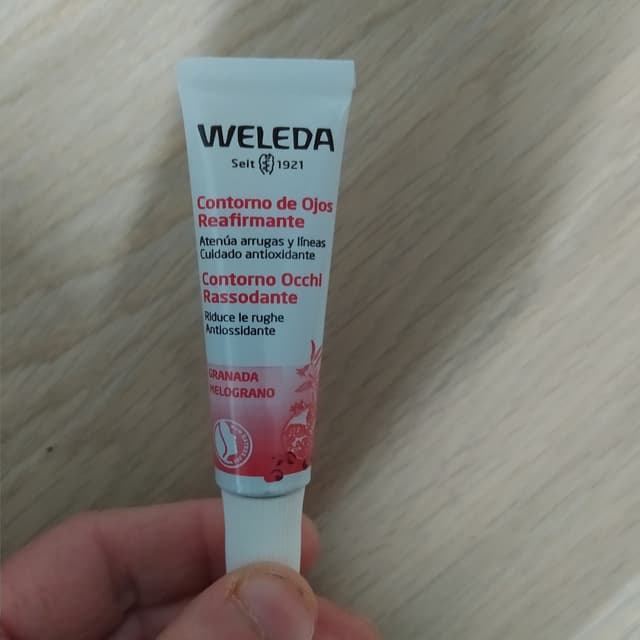 WELEDA
Seit 1921
Contorno de Ojos
Reafirmante
Atenúa arrugas y líneas
Cuidado antioxidante
Contorno Occhi
Rassodante
Riduce le rughe
Antiossidante
GRANADA
MELOGRANO